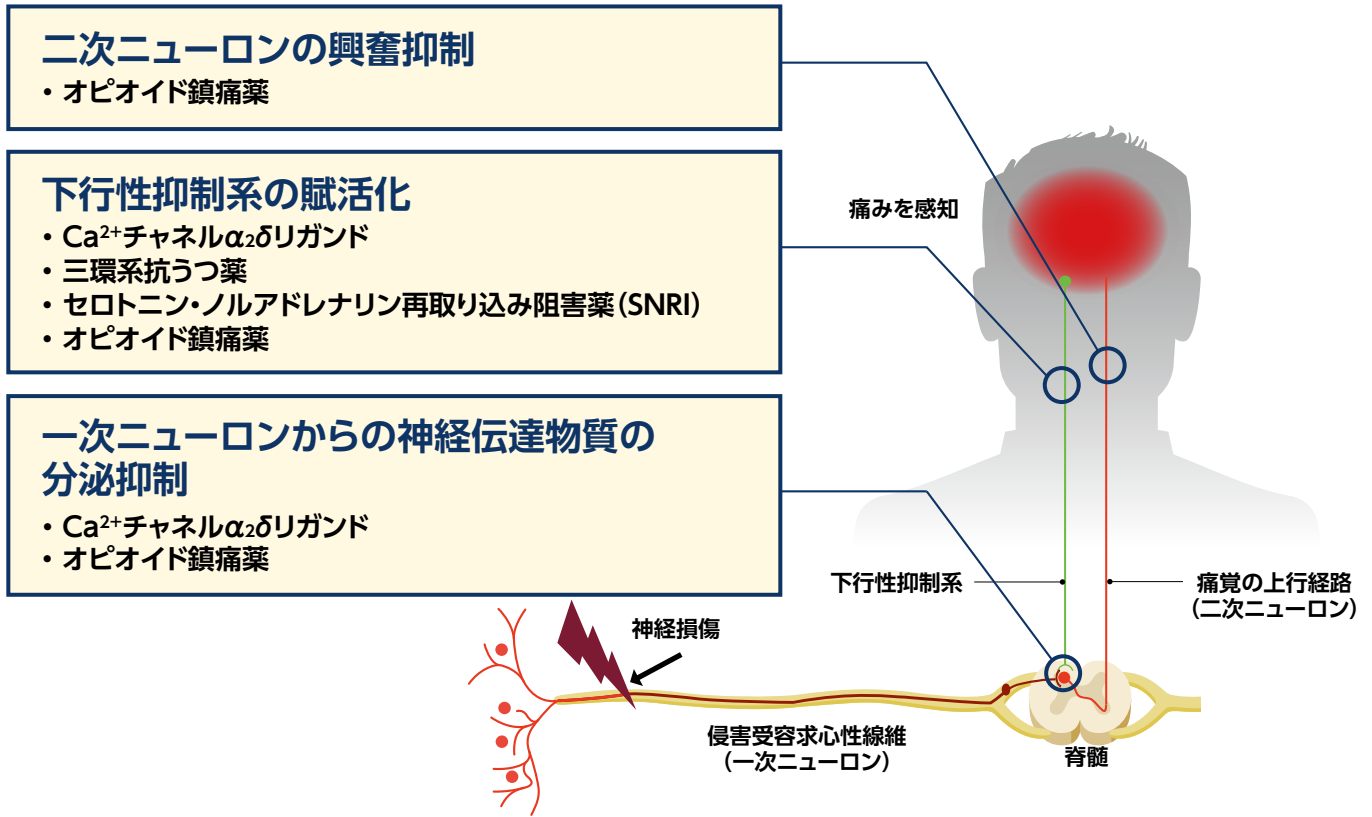 二次ニューロンの興奮抑制
・ オピオイド鎮痛薬
下行性抑制系の賦活化
・ Ca²⁺チャネルα₂δリガンド
・ 三環系抗うつ薬
・ セロトニン・ノルアドレナリン再取り込み阻害薬（SNRI）
・ オピオイド鎮痛薬
一次ニューロンからの神経伝達物質の
分泌抑制
・ Ca²⁺チャネルα₂δリガンド
・ オピオイド鎮痛薬
痛みを感知
下行性抑制系
痛覚の上行経路
（二次ニューロン）
神経損傷
侵害受容求心性線維
（一次ニューロン）
脊髄